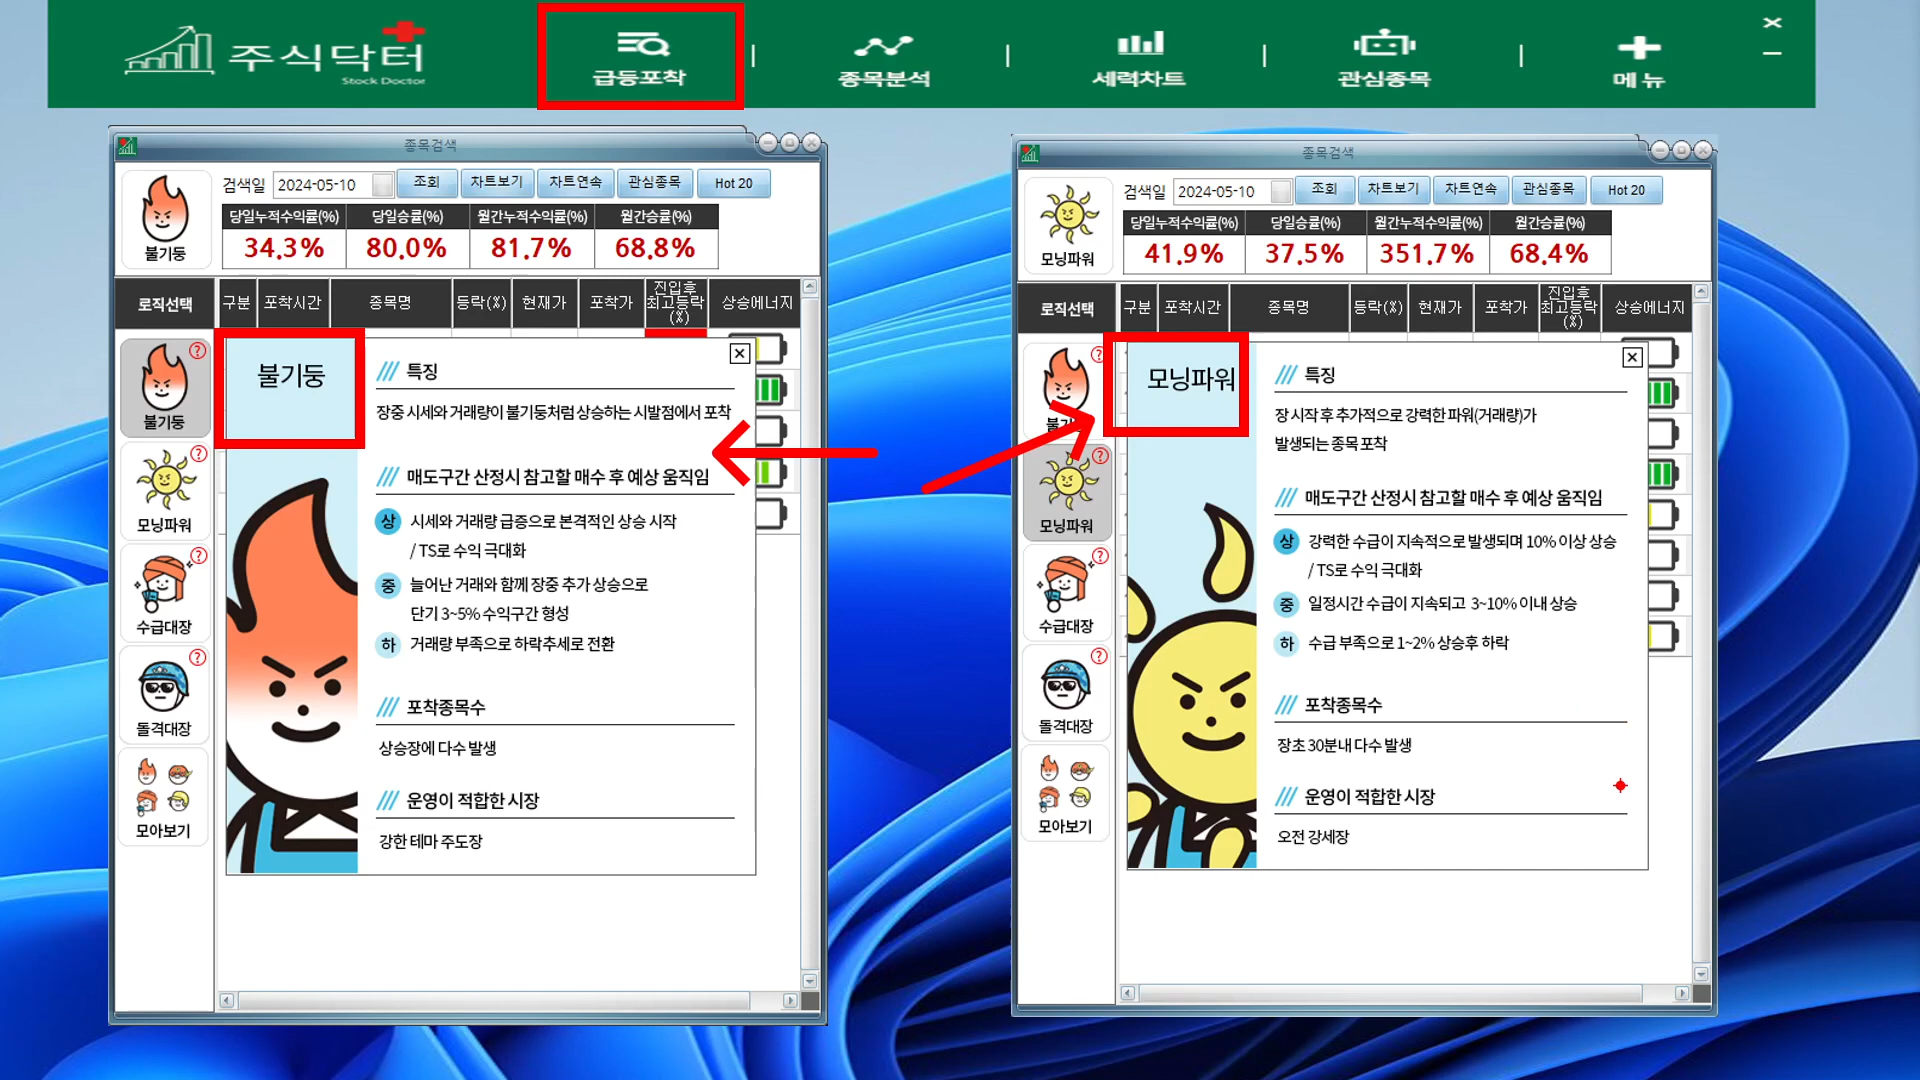 주식닥터
Stock Doctor
급등포착
종목분석
세력차트
관심종목
메뉴
종목검색
불기둥
검색일 2024-05-10 조회 차트보기 차트연속 관심종목 Hot 20
당일누적수익률(%) 당일승률(%) 월간누적수익률(%) 월간승률(%)
34.3% 80.0% 81.7% 68.8%
로직선택 구분 포착시간 종목명 등락(%) 현재가 포착가 진입후 최고등락 (%) 상승에너지
불기둥
모닝파워
수급대장
돌격대장
모아보기
불기둥
특징
장중 시세와 거래량이 불기둥처럼 상승하는 시발점에서 포착
매도구간 산정시 참고할 매수 후 예상 움직임
상 시세와 거래량 급증으로 본격적인 상승 시작
/ TS로 수익 극대화
중 늘어난 거래와 함께 장중 추가 상승으로
단기 3~5% 수익구간 형성
하 거래량 부족으로 하락추세로 전환
포착종목수
상승장에 다수 발생
운영이 적합한 시장
강한 테마 주도장
종목검색
모닝파워
검색일 2024-05-10 조회 차트보기 차트연속 관심종목 Hot 20
당일누적수익률(%) 당일승률(%) 월간누적수익률(%) 월간승률(%)
41.9% 37.5% 351.7% 68.4%
로직선택 구분 포착시간 종목명 등락(%) 현재가 포착가 진입후 최고등락 (%) 상승에너지
모닝파워
수급대장
돌격대장
모아보기
모닝파워
특징
장 시작 후 추가적으로 강력한 파워(거래량)가
발생되는 종목 포착
매도구간 산정시 참고할 매수 후 예상 움직임
상 강력한 수급이 지속적으로 발생되며 10% 이상 상승
/ TS로 수익 극대화
중 일정시간 수급이 지속되고 3~10% 이내 상승
하 수급 부족으로 1~2% 상승후 하락
포착종목수
장초 30분내 다수 발생
운영이 적합한 시장
오전 강세장